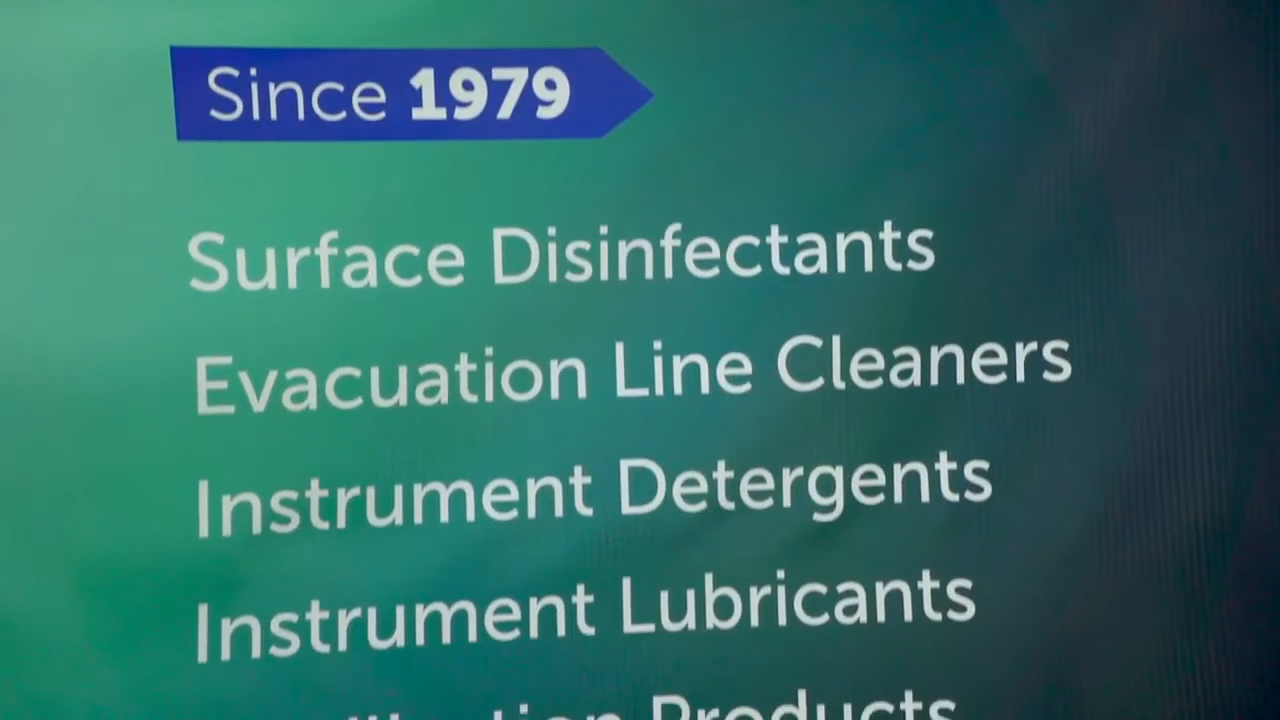 Since 1979
Surface Disinfectants
Evacuation Line Cleaners
Instrument Detergents
Instrument Lubricants
Products